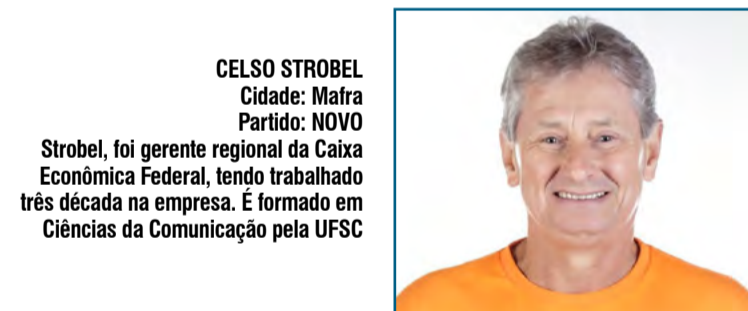 CELSO STROBEL
Cidade: Mafra
Partido: NOVO
Strobel, foi gerente regional da Caixa
Econômica Federal, tendo trabalhado
três década na empresa. É formado em
Ciências da Comunicação pela UFSC